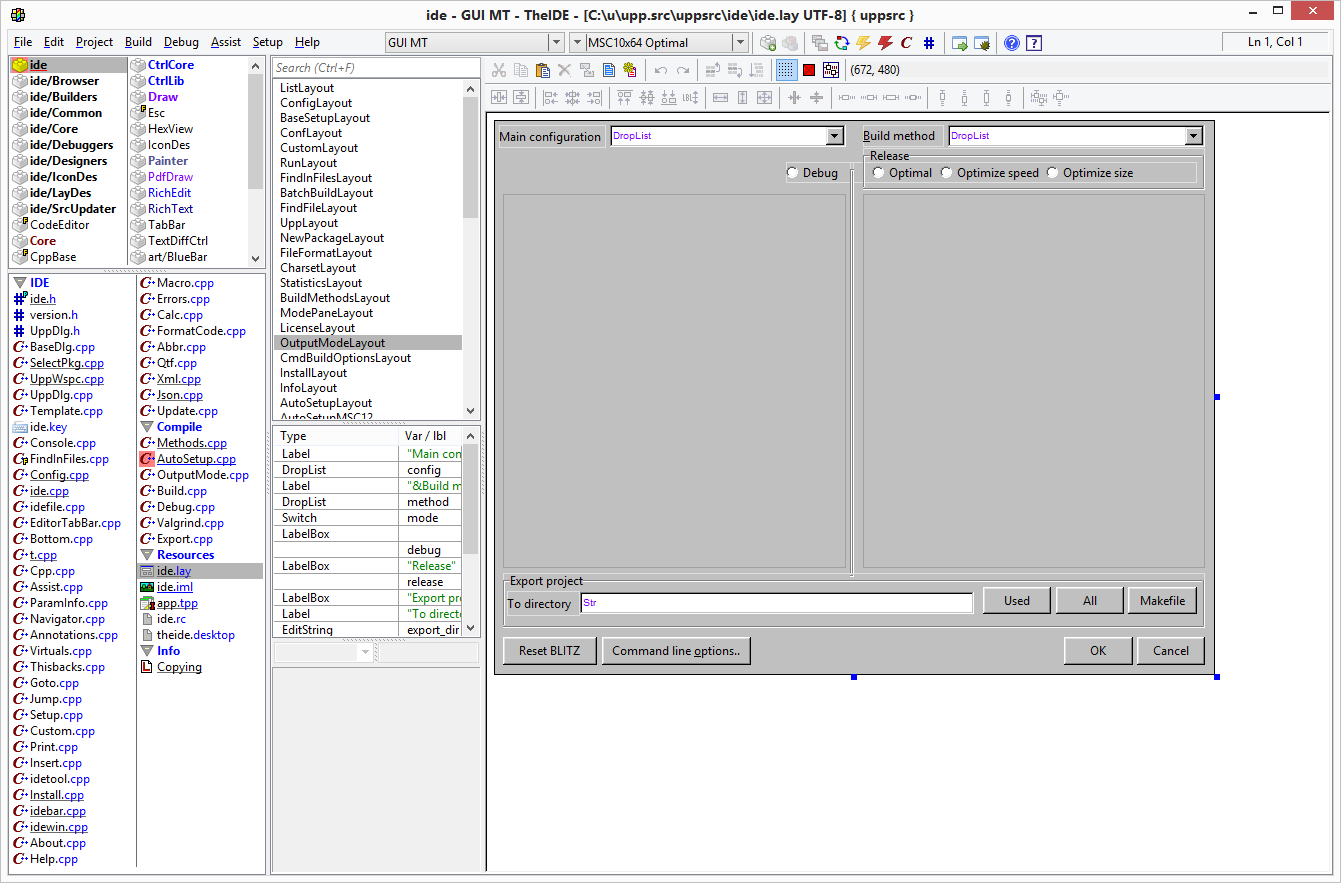 ide - GUI MT - TheIDE - [C:\u\upp.src\uppsrc\ide\ide.lay UTF-8] { uppsrc }
File Edit Project Build Debug Assist Setup Help
GUI MT
MSC10x64 Optimal
Ln 1, Col 1
ide
ide/Browser
ide/Builders
ide/Common
ide/Core
ide/Debuggers
ide/Designers
ide/IconDes
ide/LayDes
ide/SrcUpdater
CodeEditor
Core
CppBase
CtrlCore
CtrlLib
Draw
Esc
HexView
IconDes
Painter
PdfDraw
RichEdit
RichText
TabBar
TextDiffCtrl
art/BlueBar
IDE
ide.h
version.h
UppDlg.h
BaseDlg.cpp
SelectPkg.cpp
UppWspc.cpp
UppDlg.cpp
Template.cpp
ide.key
Console.cpp
FindInFiles.cpp
Config.cpp
ide.cpp
idefile.cpp
EditorTabBar.cpp
Bottom.cpp
t.cpp
Cpp.cpp
Assist.cpp
ParamInfo.cpp
Navigator.cpp
Annotations.cpp
Virtuals.cpp
Thisbacks.cpp
Goto.cpp
Jump.cpp
Setup.cpp
Custom.cpp
Print.cpp
Insert.cpp
idetool.cpp
Install.cpp
idebar.cpp
idewin.cpp
About.cpp
Help.cpp
Macro.cpp
Errors.cpp
Calc.cpp
FormatCode.cpp
Abbr.cpp
Qtf.cpp
Xml.cpp
Json.cpp
Update.cpp
Compile
Methods.cpp
AutoSetup.cpp
OutputMode.cpp
Build.cpp
Debug.cpp
Valgrind.cpp
Export.cpp
Resources
ide.lay
ide.iml
app.tpp
ide.rc
theide.desktop
Info
Copying
Search (Ctrl+F)
ListLayout
ConfigLayout
BaseSetupLayout
ConfLayout
CustomLayout
RunLayout
FindInFilesLayout
BatchBuildLayout
FindFileLayout
UppLayout
NewPackageLayout
FileFormatLayout
CharsetLayout
StatisticsLayout
BuildMethodsLayout
ModePaneLayout
LicenseLayout
OutputModeLayout
CmdBuildOptionsLayout
InstallLayout
InfoLayout
AutoSetupLayout
AutoSetupMSC12
Type Var / lbl
Label "Main con
DropList config
Label "&Build m
DropList method
Switch mode
LabelBox
debug
LabelBox "Release"
release
LabelBox "Export pr
Label "To directo
EditString export_dir
(672, 480)
Main configuration DropList
Build method DropList
Debug
Release
Optimal Optimize speed Optimize size
Export project
To directory Str Used All Makefile
Reset BLITZ Command line options.. OK Cancel